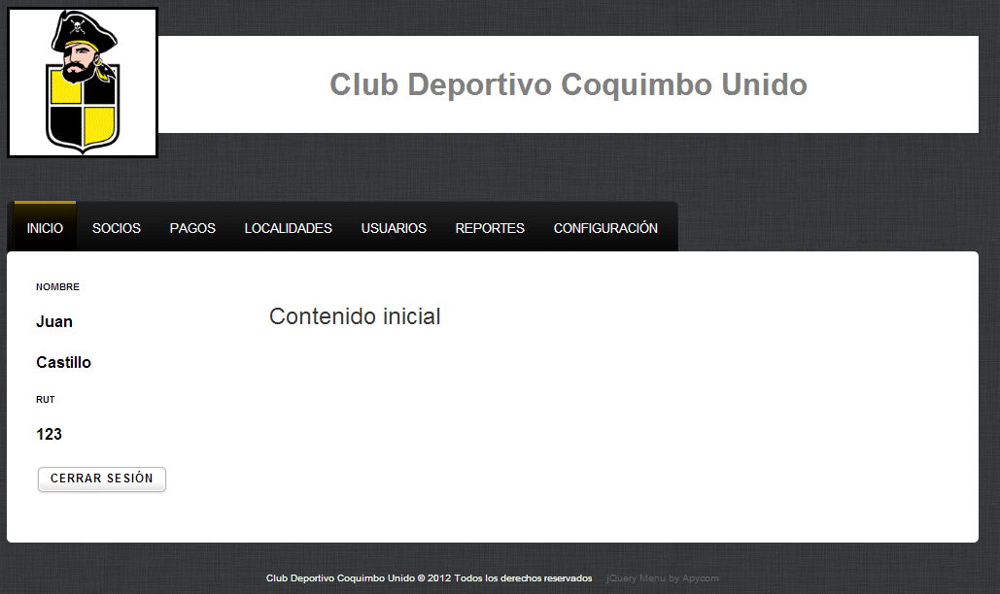 Club Deportivo Coquimbo Unido
INICIO SOCIOS PAGOS LOCALIDADES USUARIOS REPORTES CONFIGURACIÓN
NOMBRE
Juan
Castillo
RUT
123
CERRAR SESIÓN
Contenido inicial
Club Deportivo Coquimbo Unido © 2012 Todos los derechos reservados jQuery Menu by Apycom